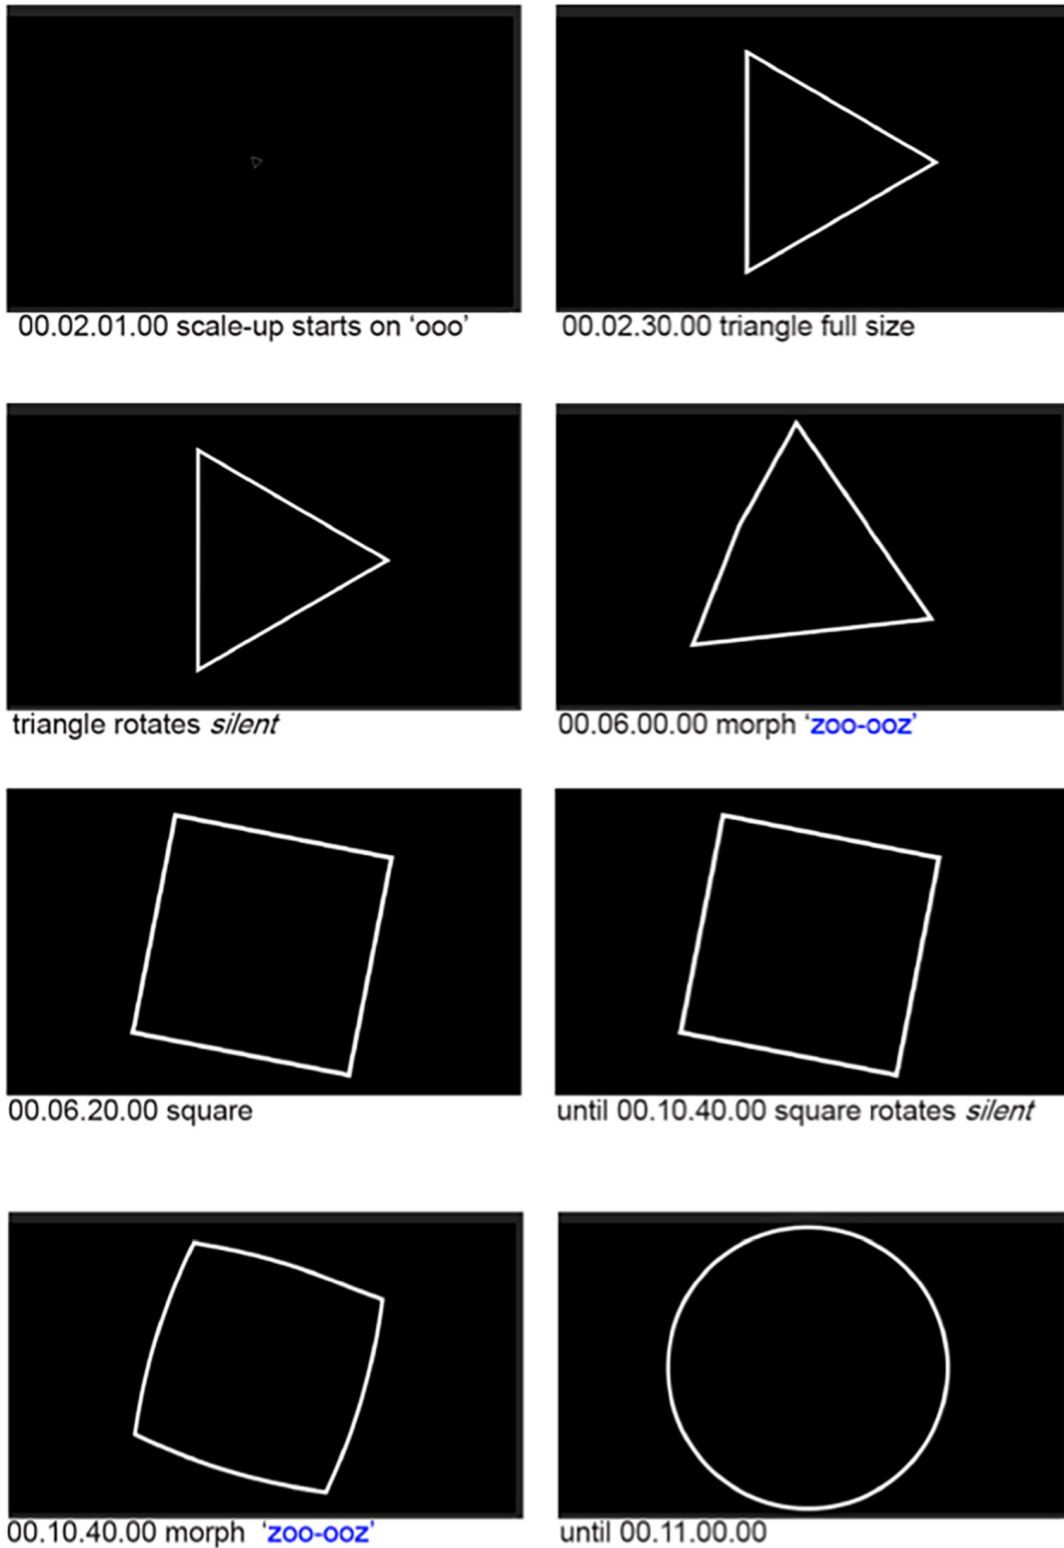 00.02.01.00 scale-up starts on ‘ooo’
00.02.30.00 triangle full size
triangle rotates silent
00.06.00.00 morph ‘zoo-ooz’
00.06.20.00 square
until 00.10.40.00 square rotates silent
00.10.40.00 morph ‘zoo-ooz’
until 00.11.00.00